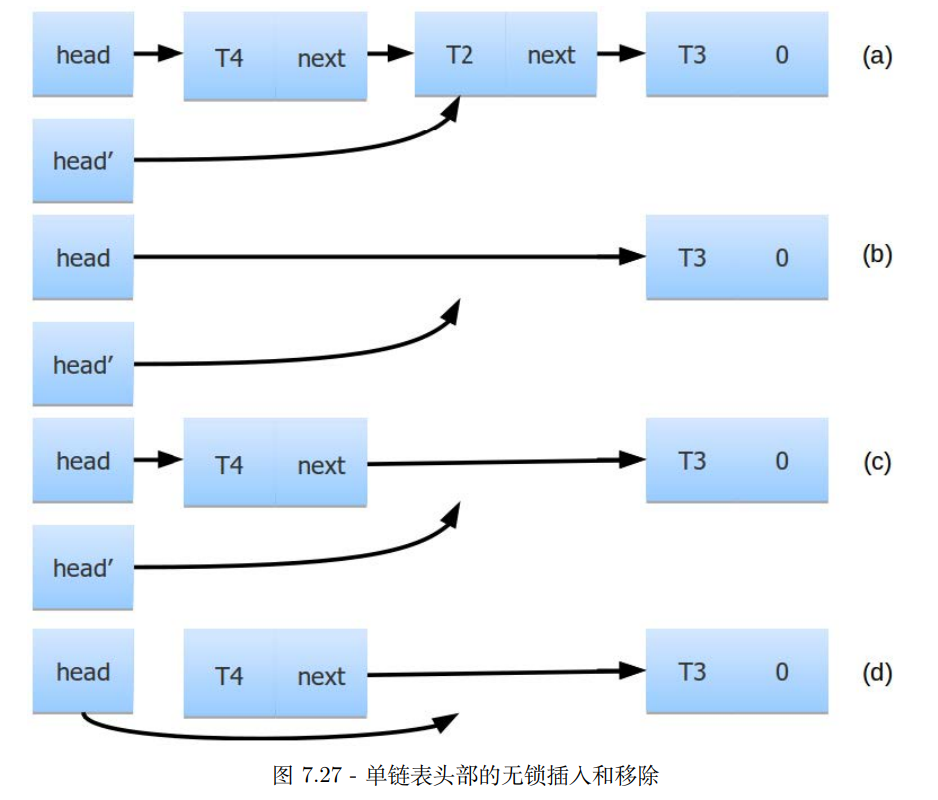 head T4 next T2 next T3 0 (a)
head′
head T3 0 (b)
head′
head T4 next T3 0 (c)
head′
head T4 next T3 0 (d)
图 7.27 - 单链表头部的无锁插入和移除